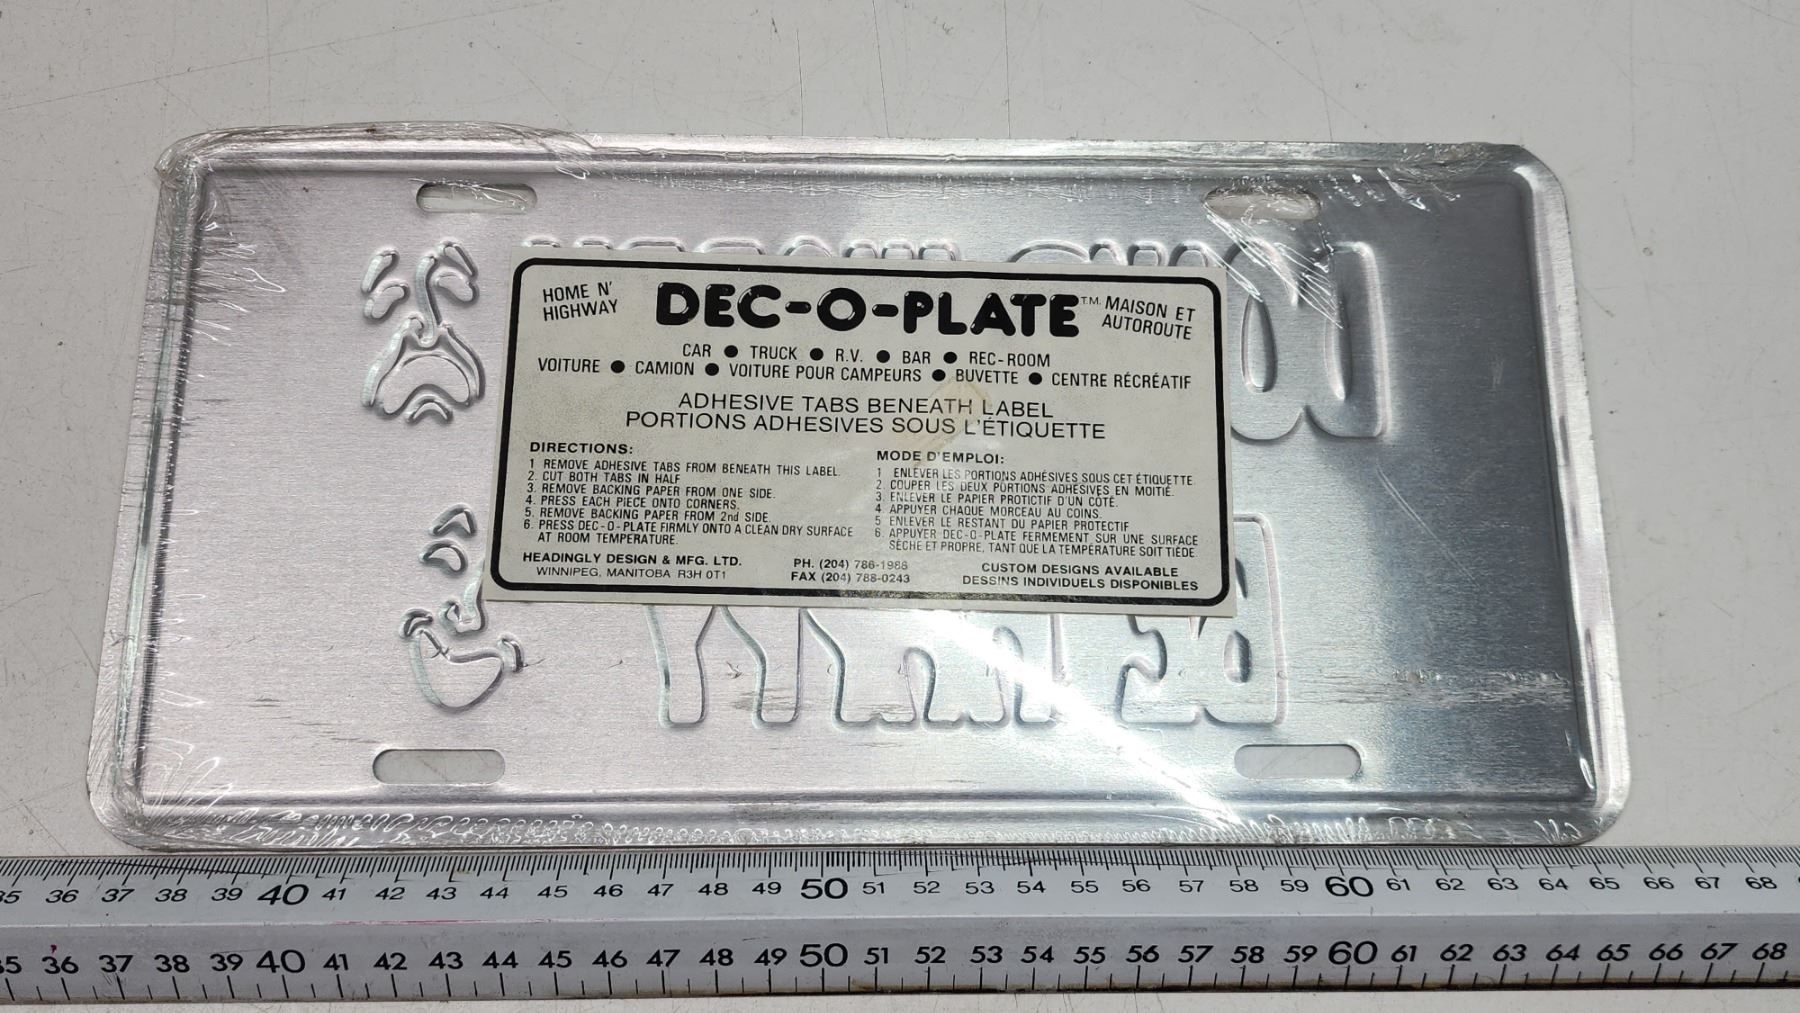 HOME N'
HIGHWAY
DEC-O-PLATE T.M.
MAISON ET
AUTOROUTE
CAR ● TRUCK ● R.V. ● BAR ● REC-ROOM
VOITURE ● CAMION ● VOITURE POUR CAMPEURS ● BUVETTE ● CENTRE RÉCRÉATIF
ADHESIVE TABS BENEATH LABEL
PORTIONS ADHESIVES SOUS L'ÉTIQUETTE
DIRECTIONS:
1 REMOVE ADHESIVE TABS FROM BENEATH THIS LABEL.
2. CUT BOTH TABS IN HALF
3. REMOVE BACKING PAPER FROM ONE SIDE.
4. PRESS EACH PIECE ONTO CORNERS.
5. REMOVE BACKING PAPER FROM 2nd SIDE.
6. PRESS DEC-O-PLATE FIRMLY ONTO A CLEAN DRY SURFACE
AT ROOM TEMPERATURE.
MODE D'EMPLOI:
1 ENLEVER LES PORTIONS ADHÉSIVES SOUS CET ÉTIQUETTE.
2. COUPER LES DEUX PORTIONS ADHÉSIVES EN MOITIÉ.
3. ENLEVER LE PAPIER PROTICTIF D'UN CÔTÉ.
4. APPUYER CHAQUE MORCEAU AU COINS.
5 ENLEVER LE RESTANT DU PAPIER PROTECTIF
6. APPUYER DEC-O-PLATE FERMEMENT SUR UNE SURFACE
SÈCHE ET PROPRE, TANT QUE LA TEMPÉRATURE SOIT TIÈDE
HEADINGLY DESIGN & MFG. LTD.
WINNIPEG, MANITOBA R3H 0T1
PH. (204) 786-1988
FAX (204) 788-0243
CUSTOM DESIGNS AVAILABLE
DESSINS INDIVIDUELS DISPONIBLES
35 36 37 38 39 40 41 42 43 44 45 46 47 48 49 50 51 52 53 54 55 56 57 58 59 60 61 62 63 64 65 66 67 68
35 36 37 38 39 40 41 42 43 44 45 46 47 48 49 50 51 52 53 54 55 56 57 58 59 60 61 62 63 64 65 66 67 68